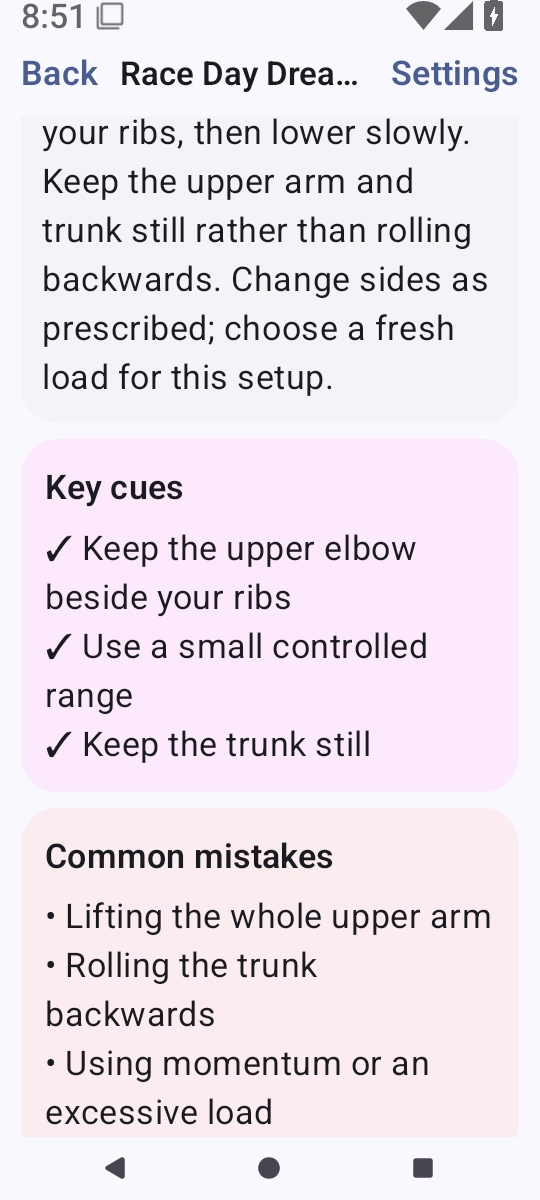 8:51
Back Race Day Drea... Settings
your ribs, then lower slowly.
Keep the upper arm and
trunk still rather than rolling
backwards. Change sides as
prescribed; choose a fresh
load for this setup.
Key cues
✓ Keep the upper elbow
beside your ribs
✓ Use a small controlled
range
✓ Keep the trunk still
Common mistakes
• Lifting the whole upper arm
• Rolling the trunk
backwards
• Using momentum or an
excessive load